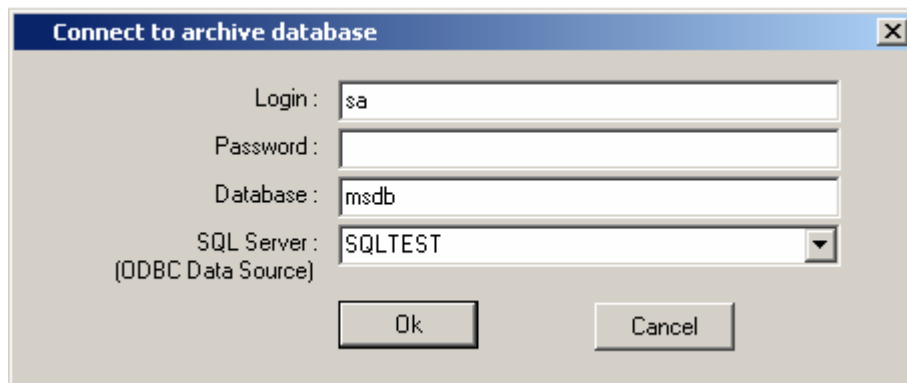 Connect to archive database
Login : sa
Password :
Database : msdb
SQL Server : SQLTEST
(ODBC Data Source)
Ok Cancel